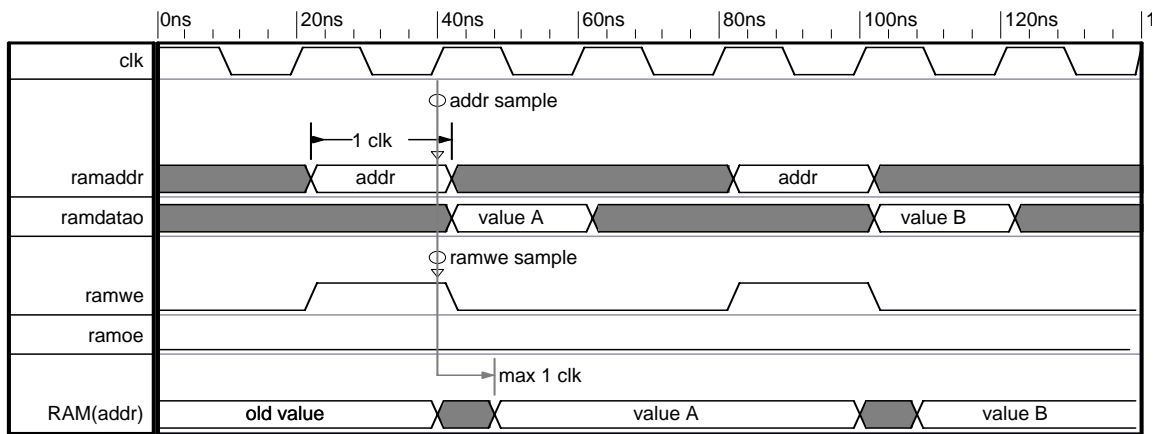 0ns 20ns 40ns 60ns 80ns 100ns 120ns 1
clk
addr sample
1 clk
ramaddr addr addr
ramdatao value A value B
ramwe sample
ramwe
ramoe
max 1 clk
RAM(addr) old value value A value B